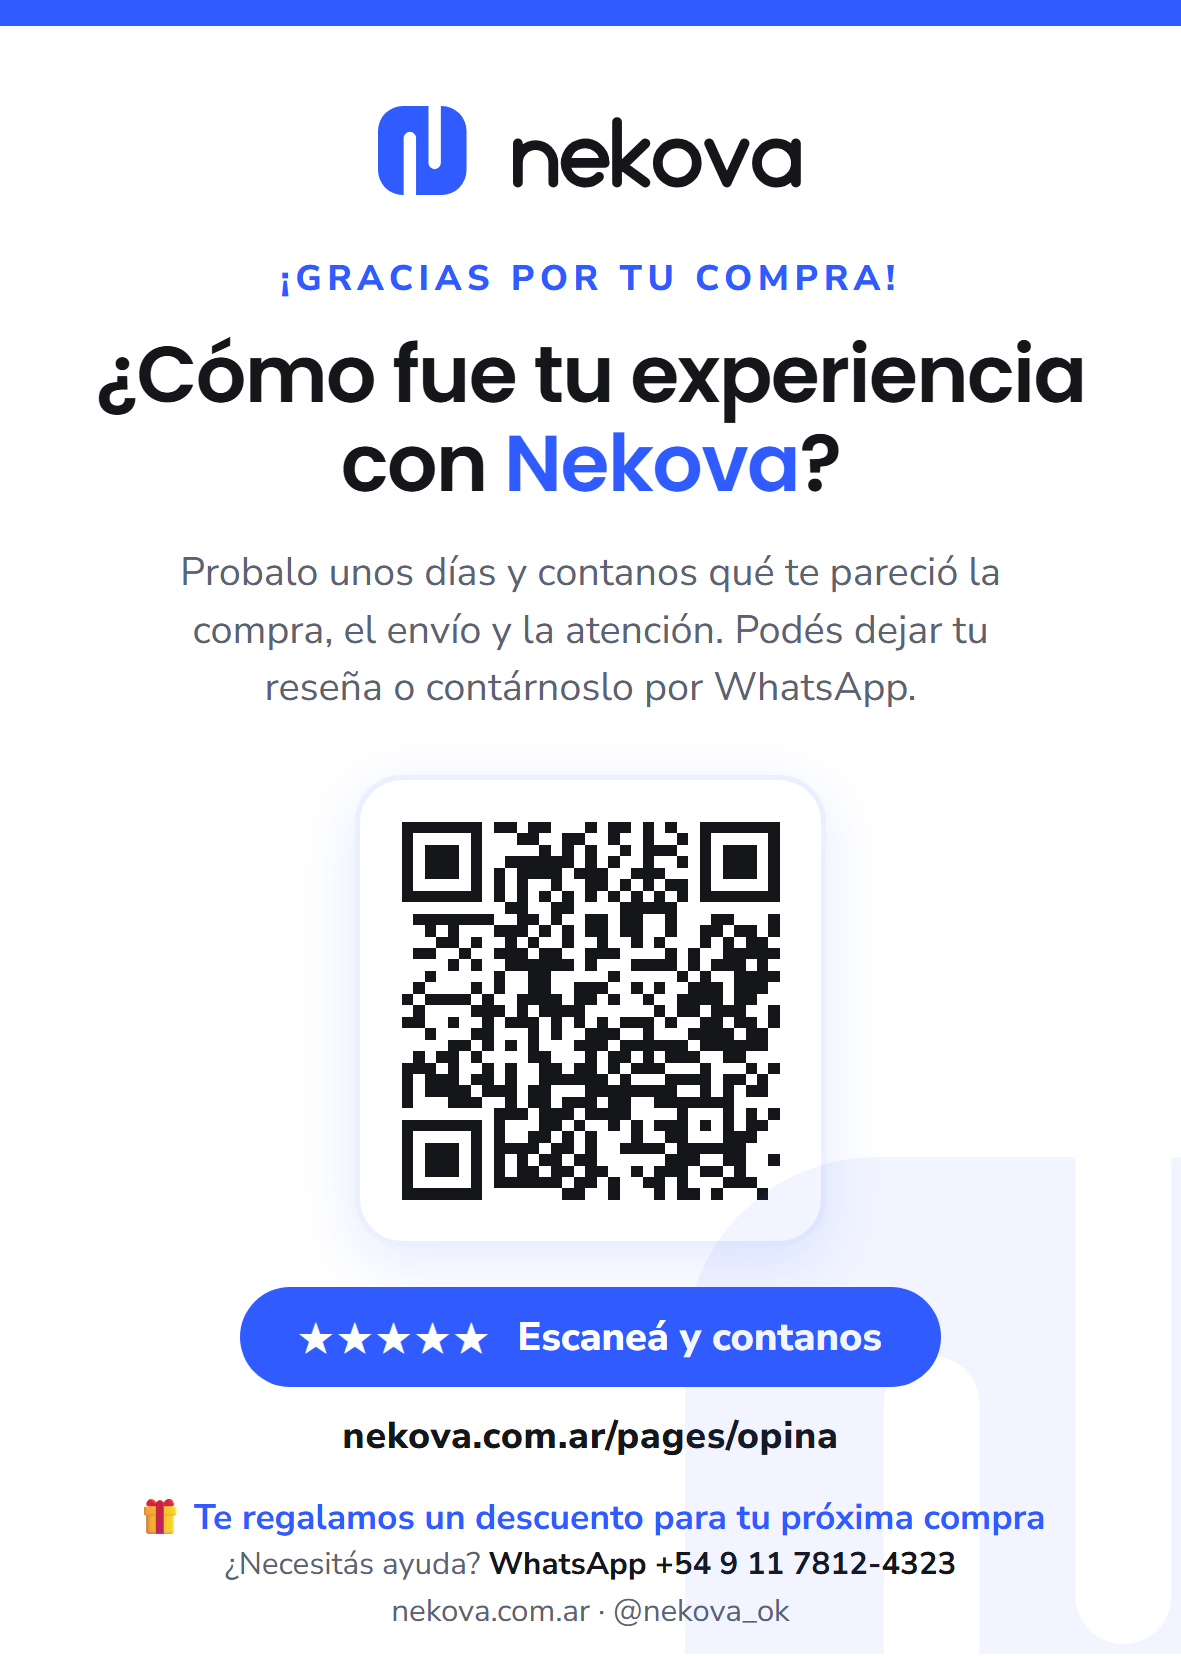 nekova
¡GRACIAS POR TU COMPRA!
¿Cómo fue tu experiencia
con Nekova?
Probalo unos días y contanos qué te pareció la
compra, el envío y la atención. Podés dejar tu
reseña o contárnoslo por WhatsApp.
★★★★★ Escaneá y contanos
nekova.com.ar/pages/opina
🎁 Te regalamos un descuento para tu próxima compra
¿Necesitás ayuda? WhatsApp +54 9 11 7812-4323
nekova.com.ar · @nekova_ok